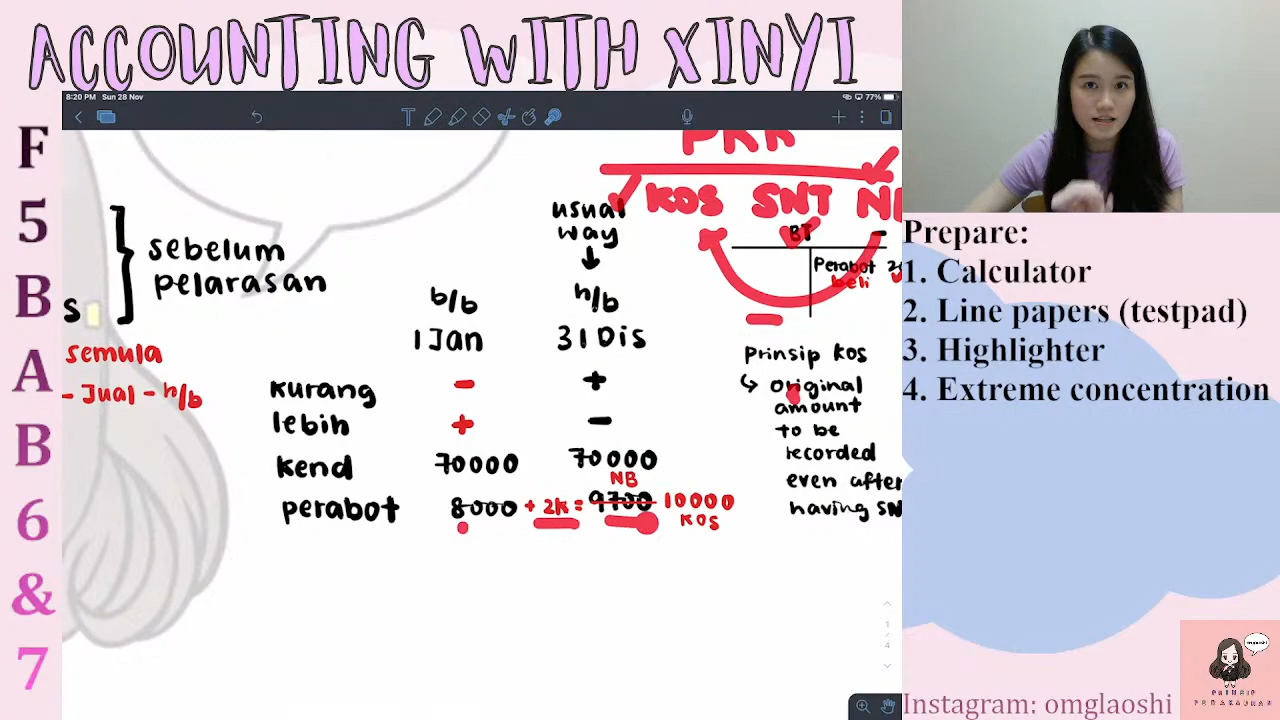 ACCOUNTING WITH XINYI
F
5
B
A
B
6
&
7
8:20 PM Sun 28 Nov
77%
PKK
KOS SNT
usual
way
BT
-
sebelum
pelarasan
Perabot
beli
b/b
h/b
1 Jan
31 Dis
s
semula
- Jual - h/b
Prinsip kos
↳ original
amount
to be
recorded
even after
having SN
kurang - +
lebih + -
kend 70000 70000
NB
perabot 8000 + 2k = 9700 10000
KOS
1
/
4
Prepare:
1. Calculator
2. Line papers (testpad)
3. Highlighter
4. Extreme concentration
Instagram: omglaoshi